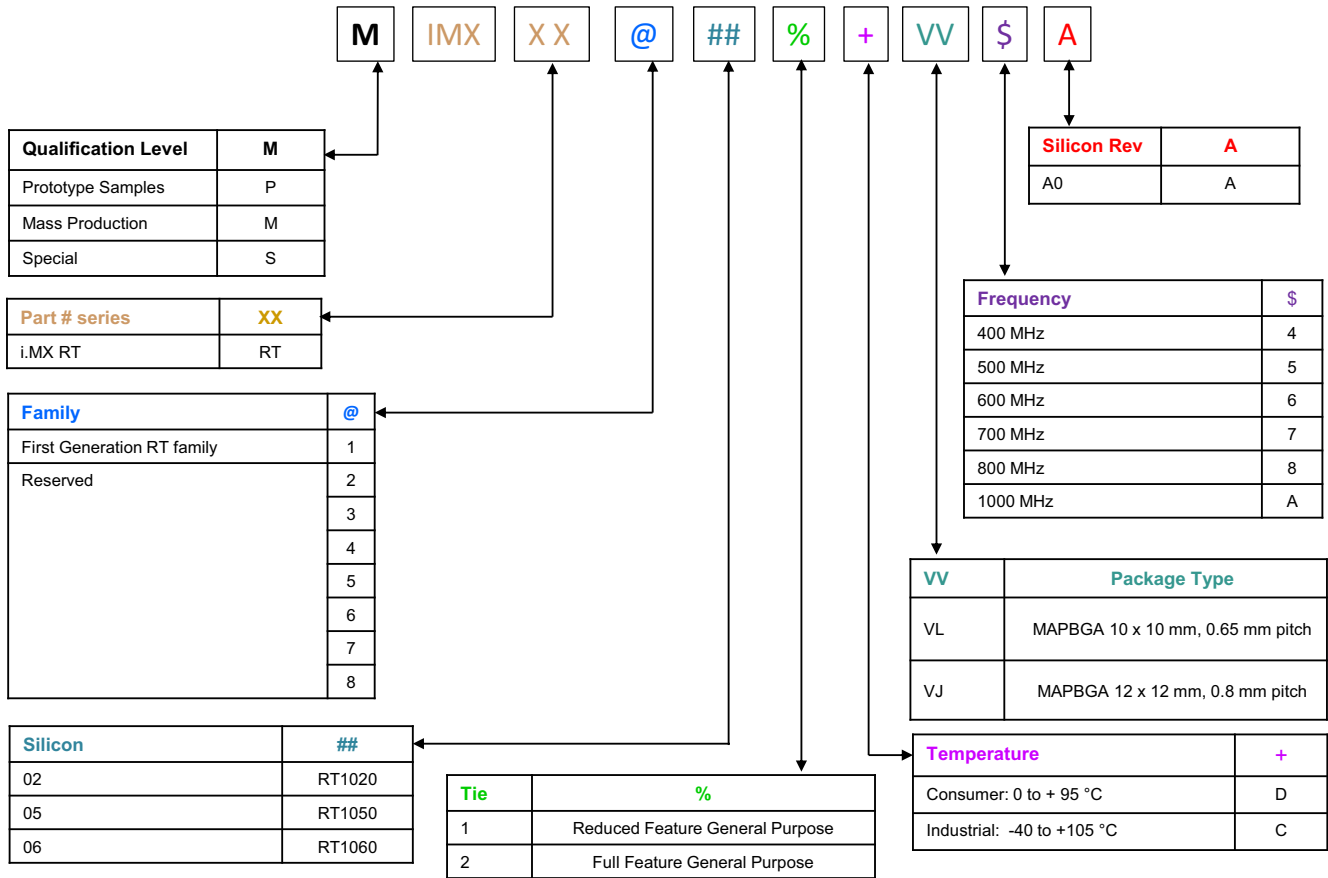 M IMX X X @ ## % + VV $ A
Qualification Level M
Prototype Samples P
Mass Production M
Special S
Part # series XX
i.MX RT RT
Family @
First Generation RT family 1
Reserved 2
3
4
5
6
7
8
Silicon ##
02 RT1020
05 RT1050
06 RT1060
Tie %
1 Reduced Feature General Purpose
2 Full Feature General Purpose
Silicon Rev A
A0 A
Frequency $
400 MHz 4
500 MHz 5
600 MHz 6
700 MHz 7
800 MHz 8
1000 MHz A
VV Package Type
VL MAPBGA 10 x 10 mm, 0.65 mm pitch
VJ MAPBGA 12 x 12 mm, 0.8 mm pitch
Temperature +
Consumer: 0 to + 95 °C D
Industrial: -40 to +105 °C C